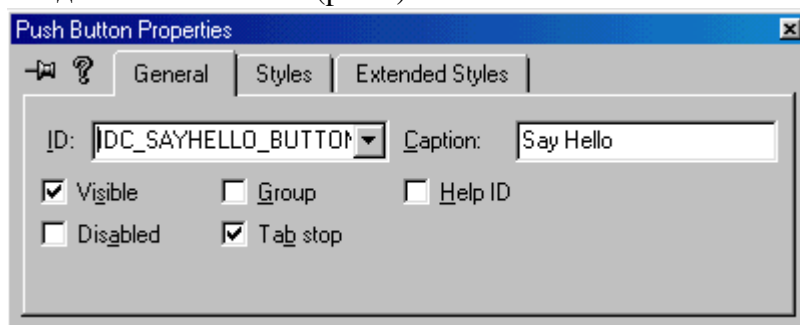 Push Button Properties
General Styles Extended Styles
ID: IDC_SAYHELLO_BUTTON Caption: Say Hello
Visible Group Help ID
Disabled Tab stop